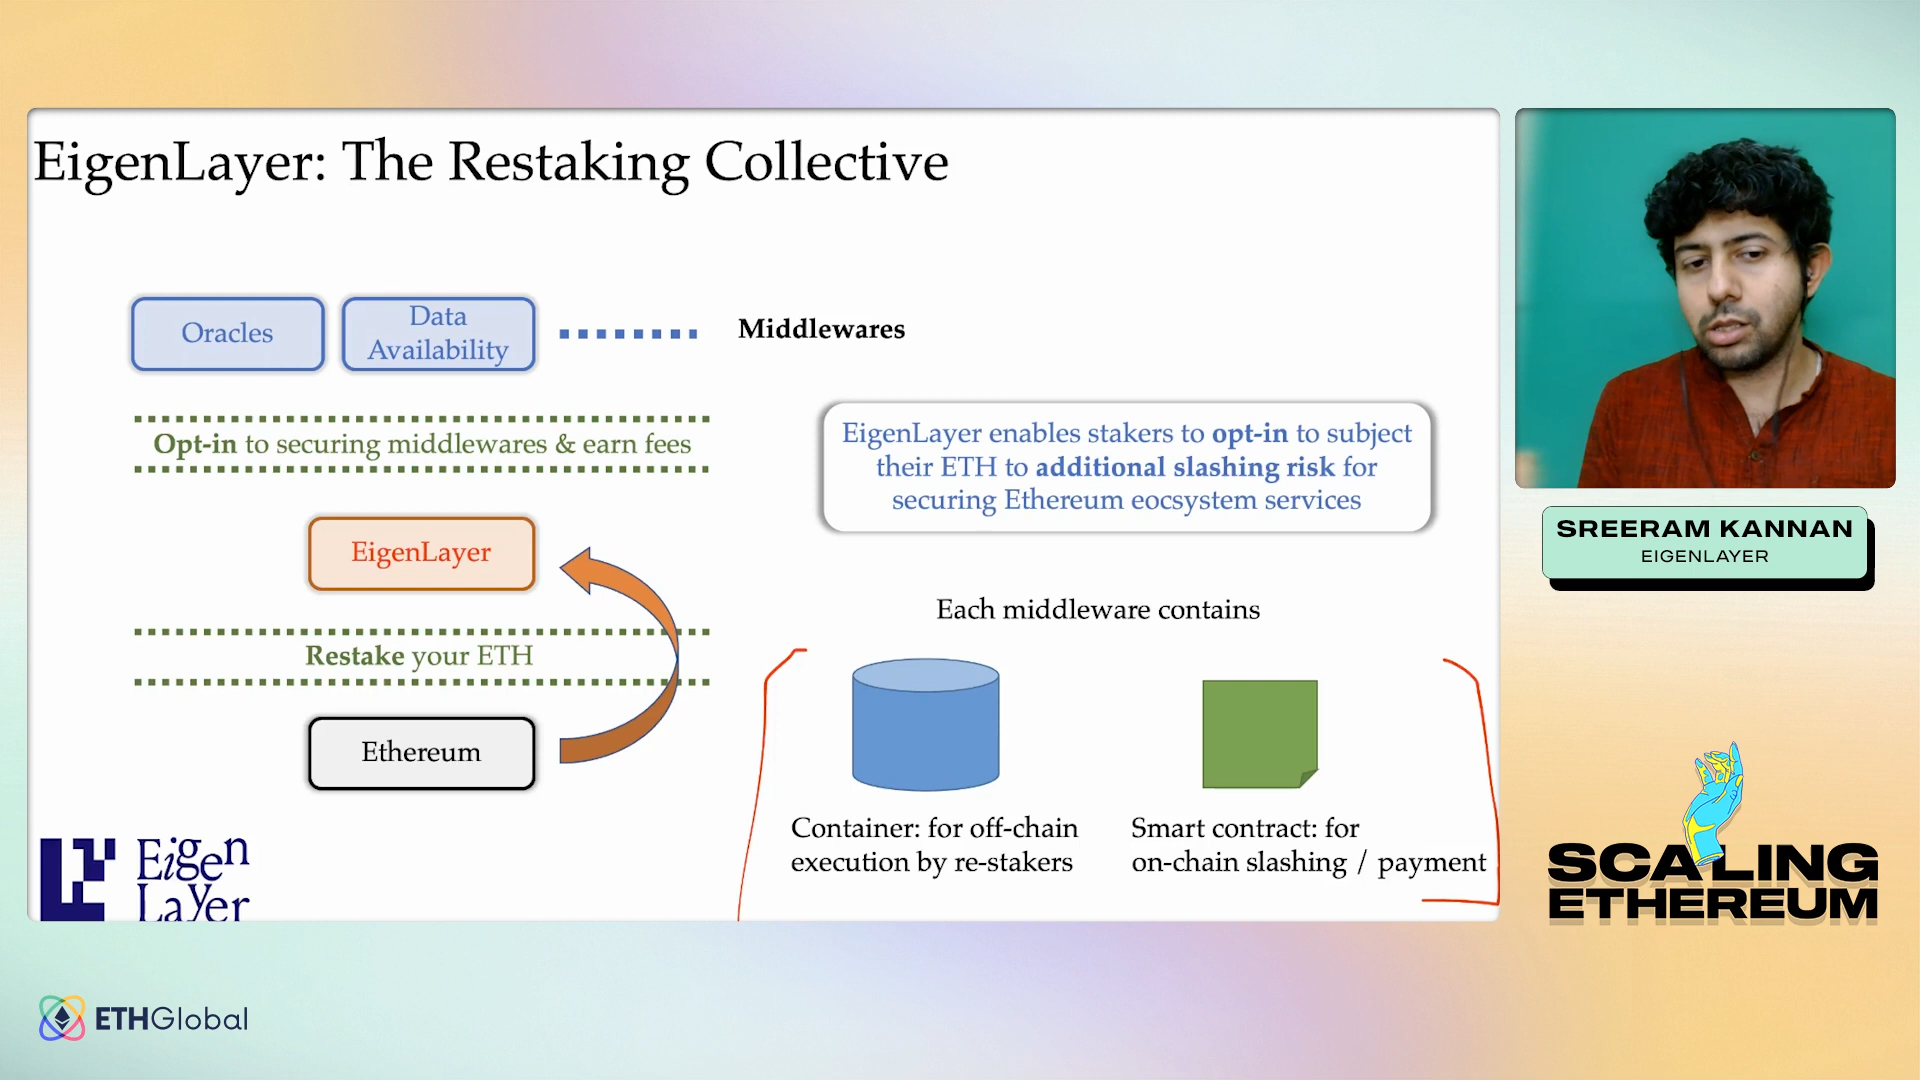 EigenLayer: The Restaking Collective
Oracles
Data
Availability
Middlewares
Opt-in to securing middlewares & earn fees
EigenLayer enables stakers to opt-in to subject
their ETH to additional slashing risk for
securing Ethereum eocsystem services
EigenLayer
Each middleware contains
Restake your ETH
Ethereum
Container: for off-chain
execution by re-stakers
Smart contract: for
on-chain slashing / payment
Eigen
Layer
SREERAM KANNAN
EIGENLAYER
SCALING
ETHEREUM
ETHGlobal